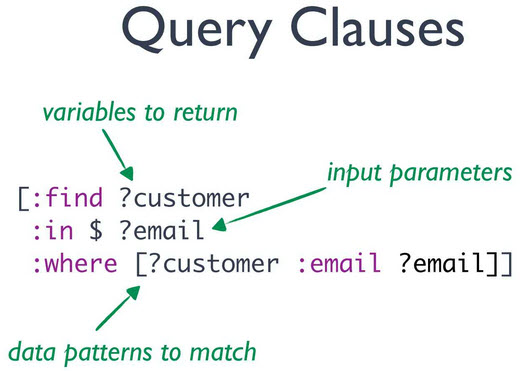 Query Clauses
variables to return
input parameters
[:find ?customer
:in $ ?email
:where [?customer :email ?email]]
data patterns to match